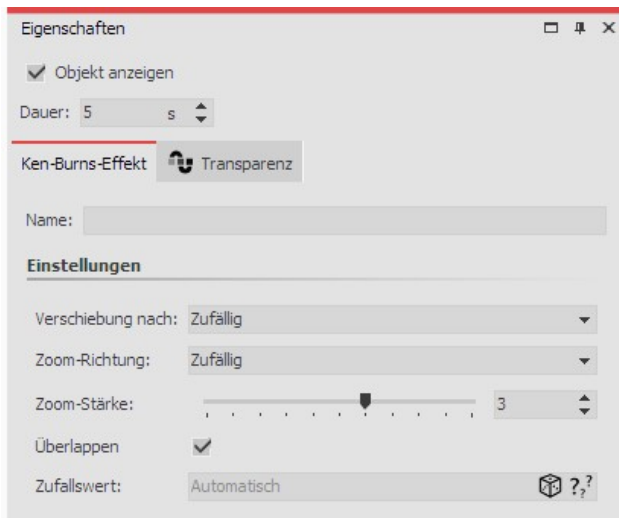 Eigenschaften
Objekt anzeigen
Dauer: 5 s
Ken-Burns-Effekt Transparenz
Name:
Einstellungen
Verschiebung nach: Zufällig
Zoom-Richtung: Zufällig
Zoom-Stärke: 3
Überlappen
Zufallswert: Automatisch ???